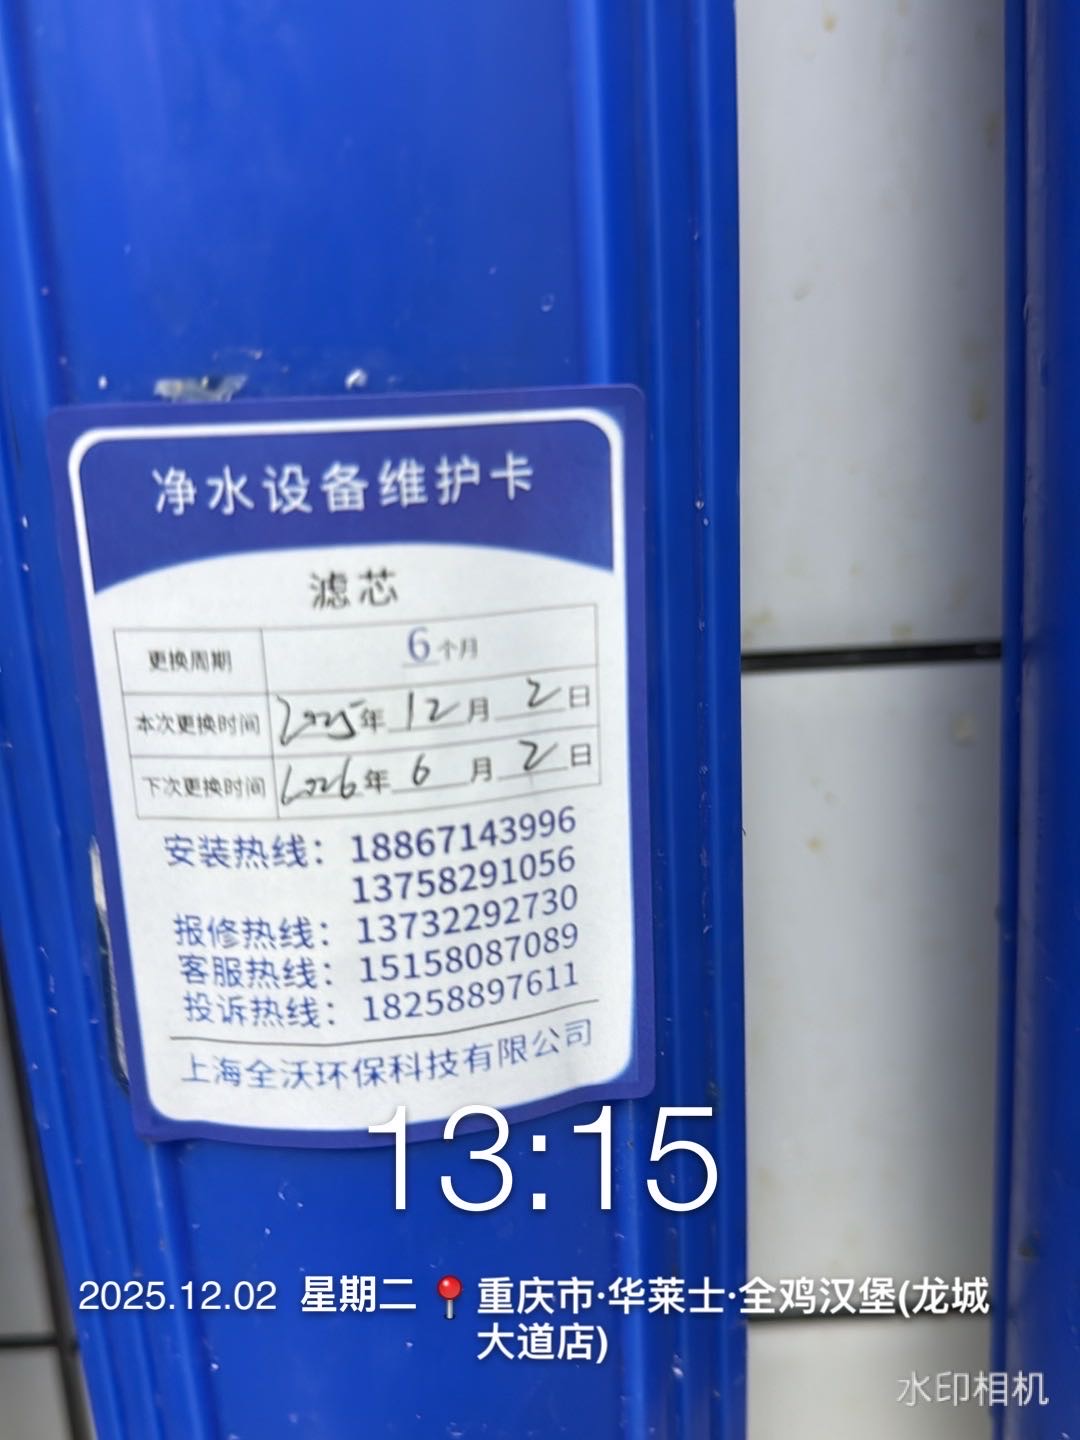 净水设备维护卡
滤芯
更换周期 6个月
本次更换时间 2025年12月2日
下次更换时间 2026年6月2日
安装热线：18867143996
13758291056
报修热线：13732292730
客服热线：15158087089
投诉热线：18258897611
上海全沃环保科技有限公司
13:15
2025.12.02 星期二 📍重庆市·华莱士·全鸡汉堡(龙城
大道店)
水印相机